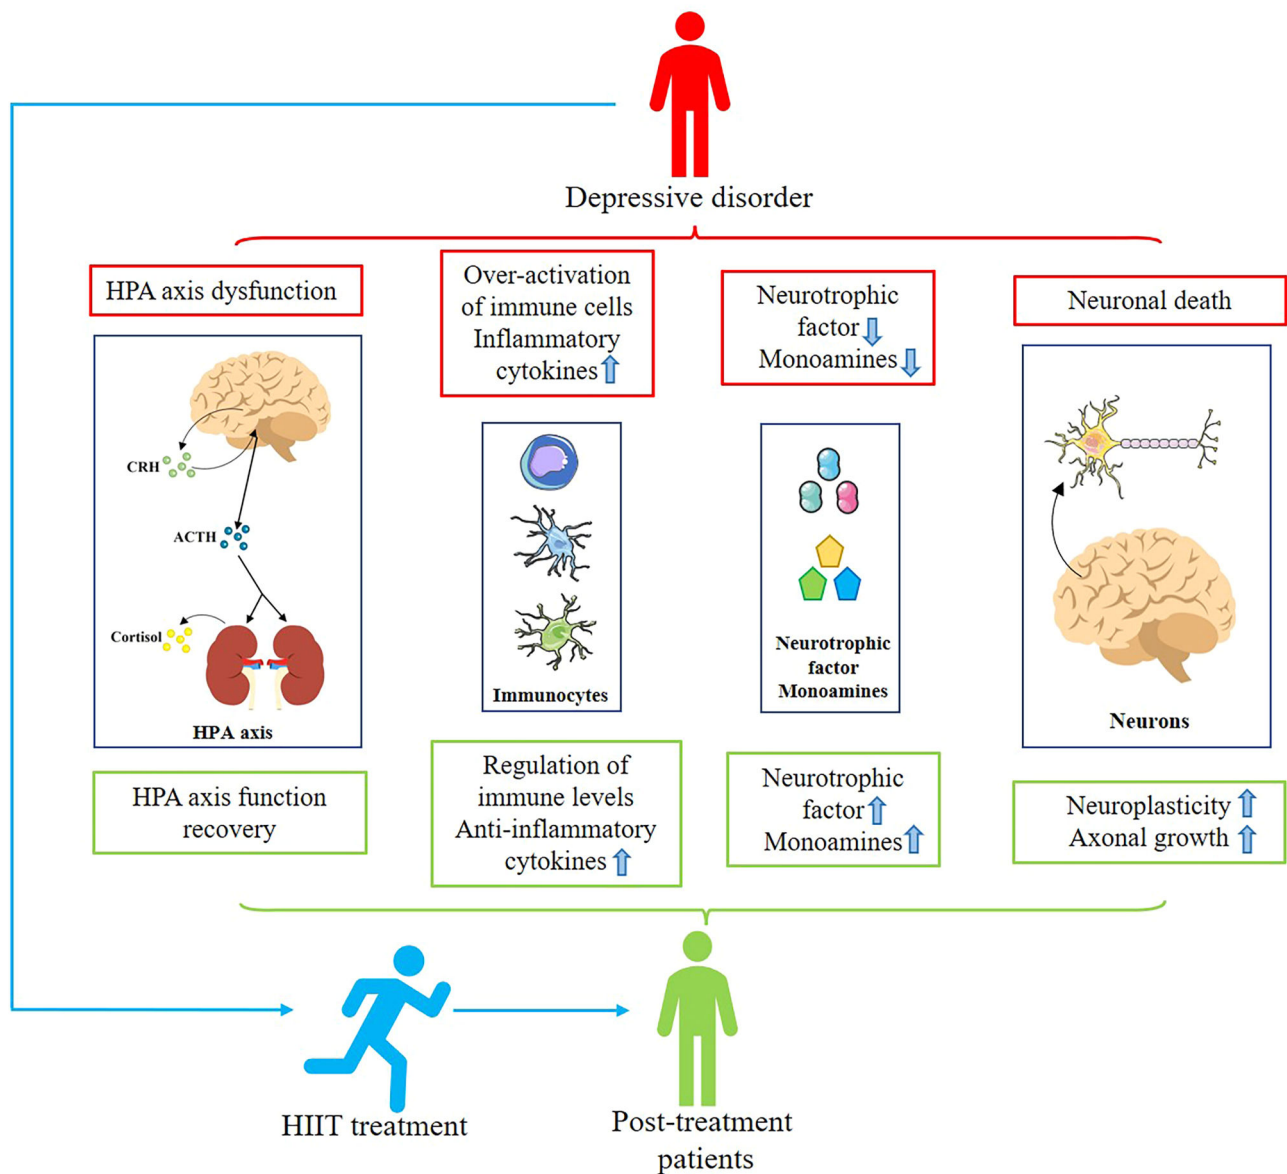 Depressive disorder
HPA axis dysfunction
Over-activation
of immune cells
Inflammatory
cytokines
Neurotrophic
factor
Monoamines
Neuronal death
CRH
ACTH
Cortisol
HPA axis
Immunocytes
Neurotrophic
factor
Monoamines
Neurons
HPA axis function
recovery
Regulation of
immune levels
Anti-inflammatory
cytokines
Neurotrophic
factor
Monoamines
Neuroplasticity
Axonal growth
HIIT treatment
Post-treatment
patients